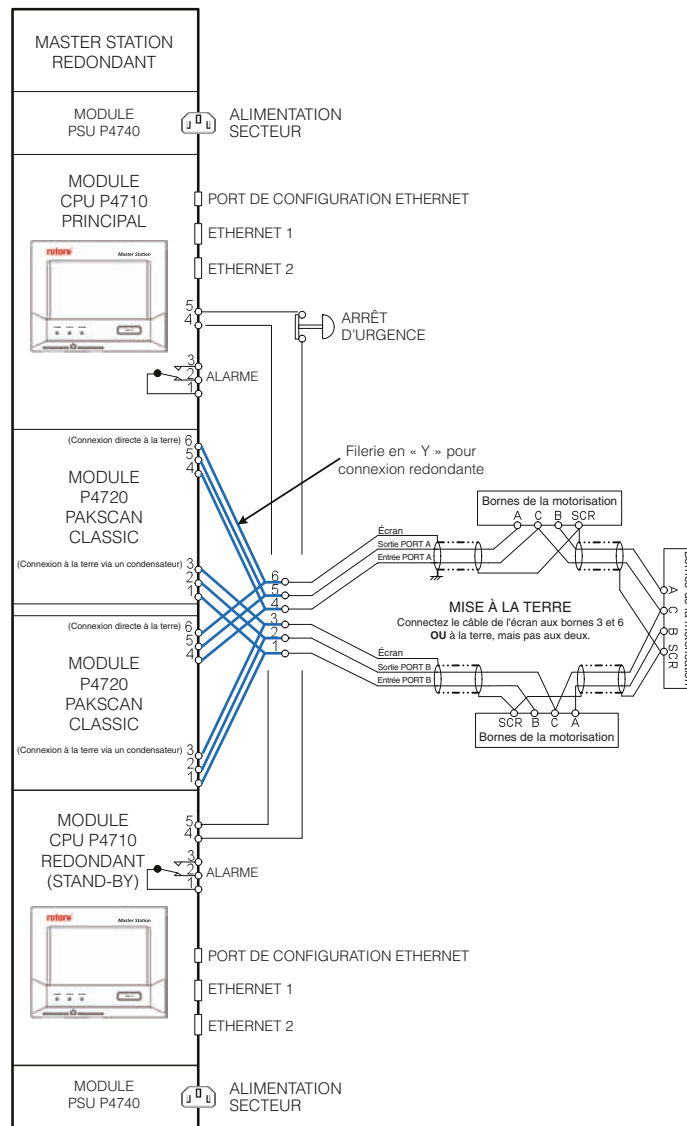 MASTER STATION
REDONDANT
MODULE
PSU P4740
ALIMENTATION
SECTEUR
MODULE
CPU P4710
PRINCIPAL
PORT DE CONFIGURATION ETHERNET
ETHERNET 1
ETHERNET 2
rotork
Master Station
5
4
ARRÊT
D'URGENCE
3
2
1
ALARME
(Connexion directe à la terre) 6
5
4
MODULE
P4720
PAKSCAN
CLASSIC
(Connexion à la terre via un condensateur) 3
2
1
Filerie en « Y » pour
connexion redondante
Bornes de la motorisation
A C B SCR
Écran
Sortie PORT A
Entrée PORT A
6
5
4
3
2
1
MISE À LA TERRE
Connectez le câble de l'écran aux bornes 3 et 6
OU à la terre, mais pas aux deux.
Écran
Sortie PORT B
Entrée PORT B
A
C
B
SCR
Bornes de la motorisation
SCR B C A
Bornes de la motorisation
(Connexion directe à la terre) 6
5
4
MODULE
P4720
PAKSCAN
CLASSIC
(Connexion à la terre via un condensateur) 3
2
1
MODULE
CPU P4710
REDONDANT
(STAND-BY)
5
4
3
2
1
ALARME
rotork
Master Station
PORT DE CONFIGURATION ETHERNET
ETHERNET 1
ETHERNET 2
MODULE
PSU P4740
ALIMENTATION
SECTEUR